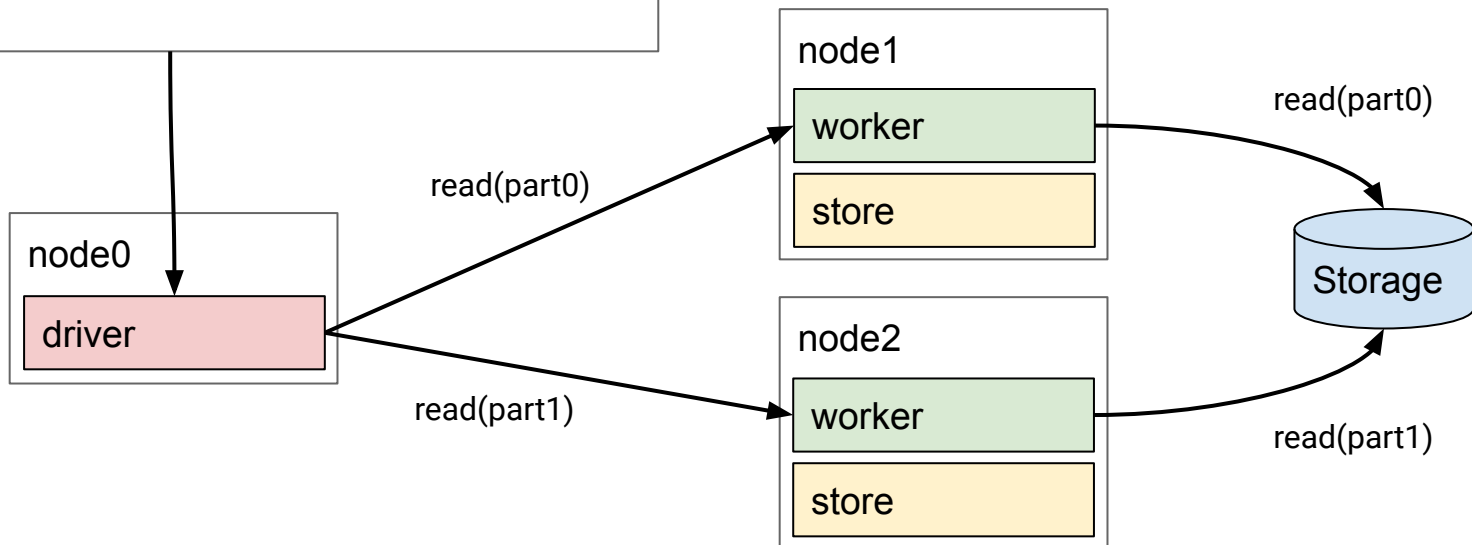 node0
driver
read(part0)
read(part1)
node1
worker
store
node2
worker
store
read(part0)
Storage
read(part1)